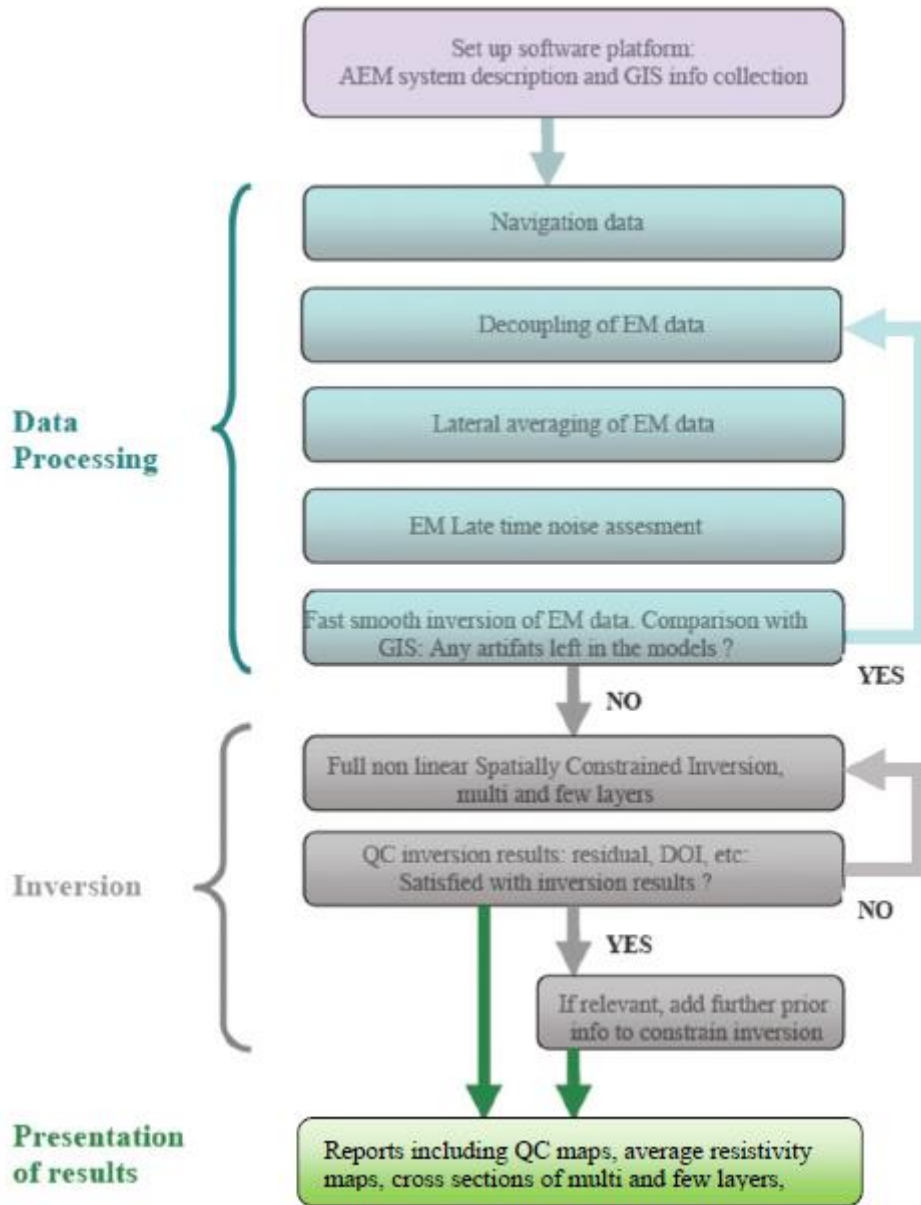 Set up software platform:
AEM system description and GIS info collection
Navigation data
Decoupling of EM data
Lateral averaging of EM data
Data
Processing
EM Late time noise assesment
Fast smooth inversion of EM data. Comparison with
GIS: Any artifats left in the models ?
YES
NO
Full non linear Spatially Constrained Inversion,
multi and few layers
QC inversion results: residual, DOI, etc:
Satisfied with inversion results ?
Inversion
NO
YES
If relevant, add further prior
info to constrain inversion
Presentation
of results
Reports including QC maps, average resistivity
maps, cross sections of multi and few layers,